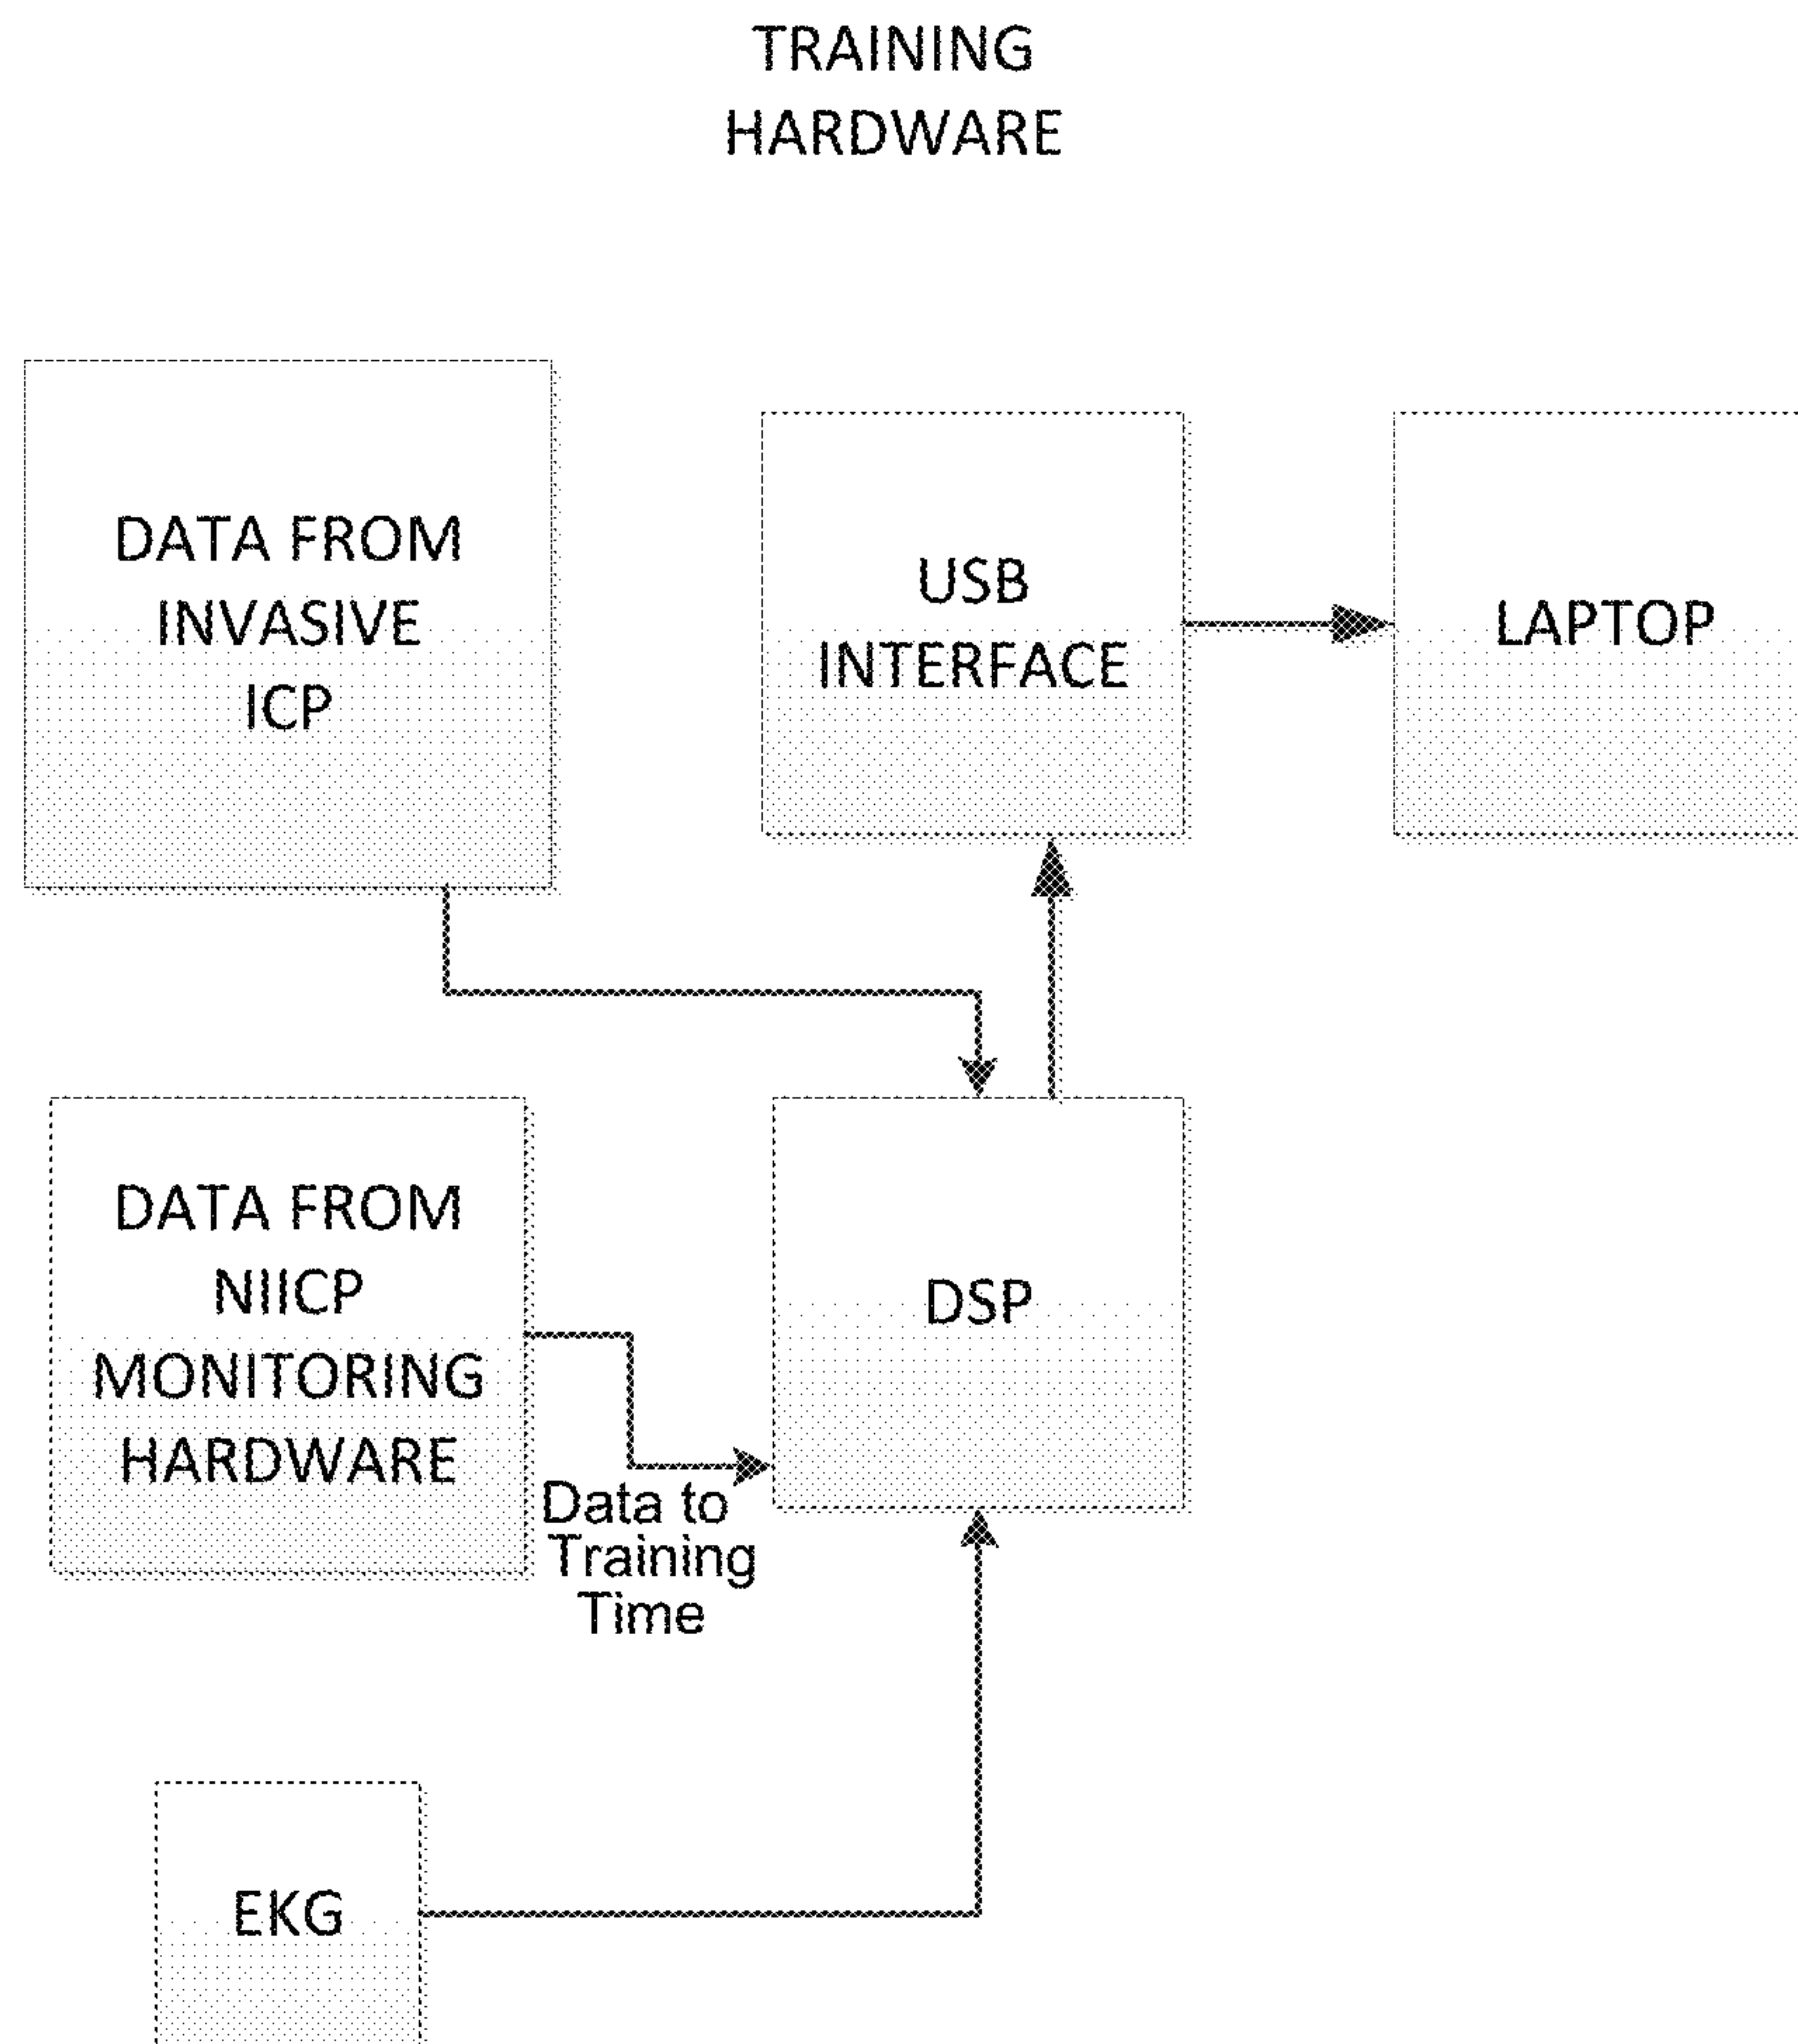 TRAINING
HARDWARE
DATA FROM
INVASIVE
ICP
USB
INTERFACE
LAPTOP
DATA FROM
NIICP
MONITORING
HARDWARE
DSP
Data to
Training
Time
EKG